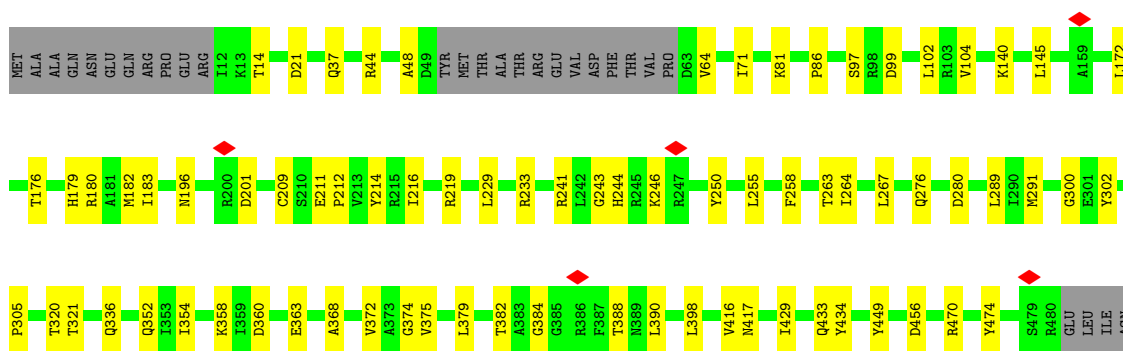 MET ALA ALA GLN ASN GLU GLN ARG PRO GLU ARG I12 K13 T14 D21 Q37 R44 A48 D49 TYR MET THR ALA THR ARG GLU VAL ASP PHE THR VAL PRO D63 V64 I71 K81 P86 S97 R98 D99 L102 R103 V104 K140 L145 A159 L172
T176 H179 R180 A181 M182 I183 N196 R200 D201 C209 S210 E211 P212 V213 Y214 R215 I216 R219 L229 R233 R241 L242 G243 H244 R245 K246 R247 Y250 L255 F258 T263 I264 L267 Q276 D280 L289 I290 M291 G300 E301 Y302
P305 T320 T321 Q336 Q352 I353 I354 K358 I359 D360 E363 A368 V372 A373 G374 V375 L379 T382 A383 G384 G385 R386 F387 T388 N389 L390 L398 V416 N417 I429 Q433 Y434 Y449 D456 R470 Y474 S479 R480 GLU LEU ILE ASN